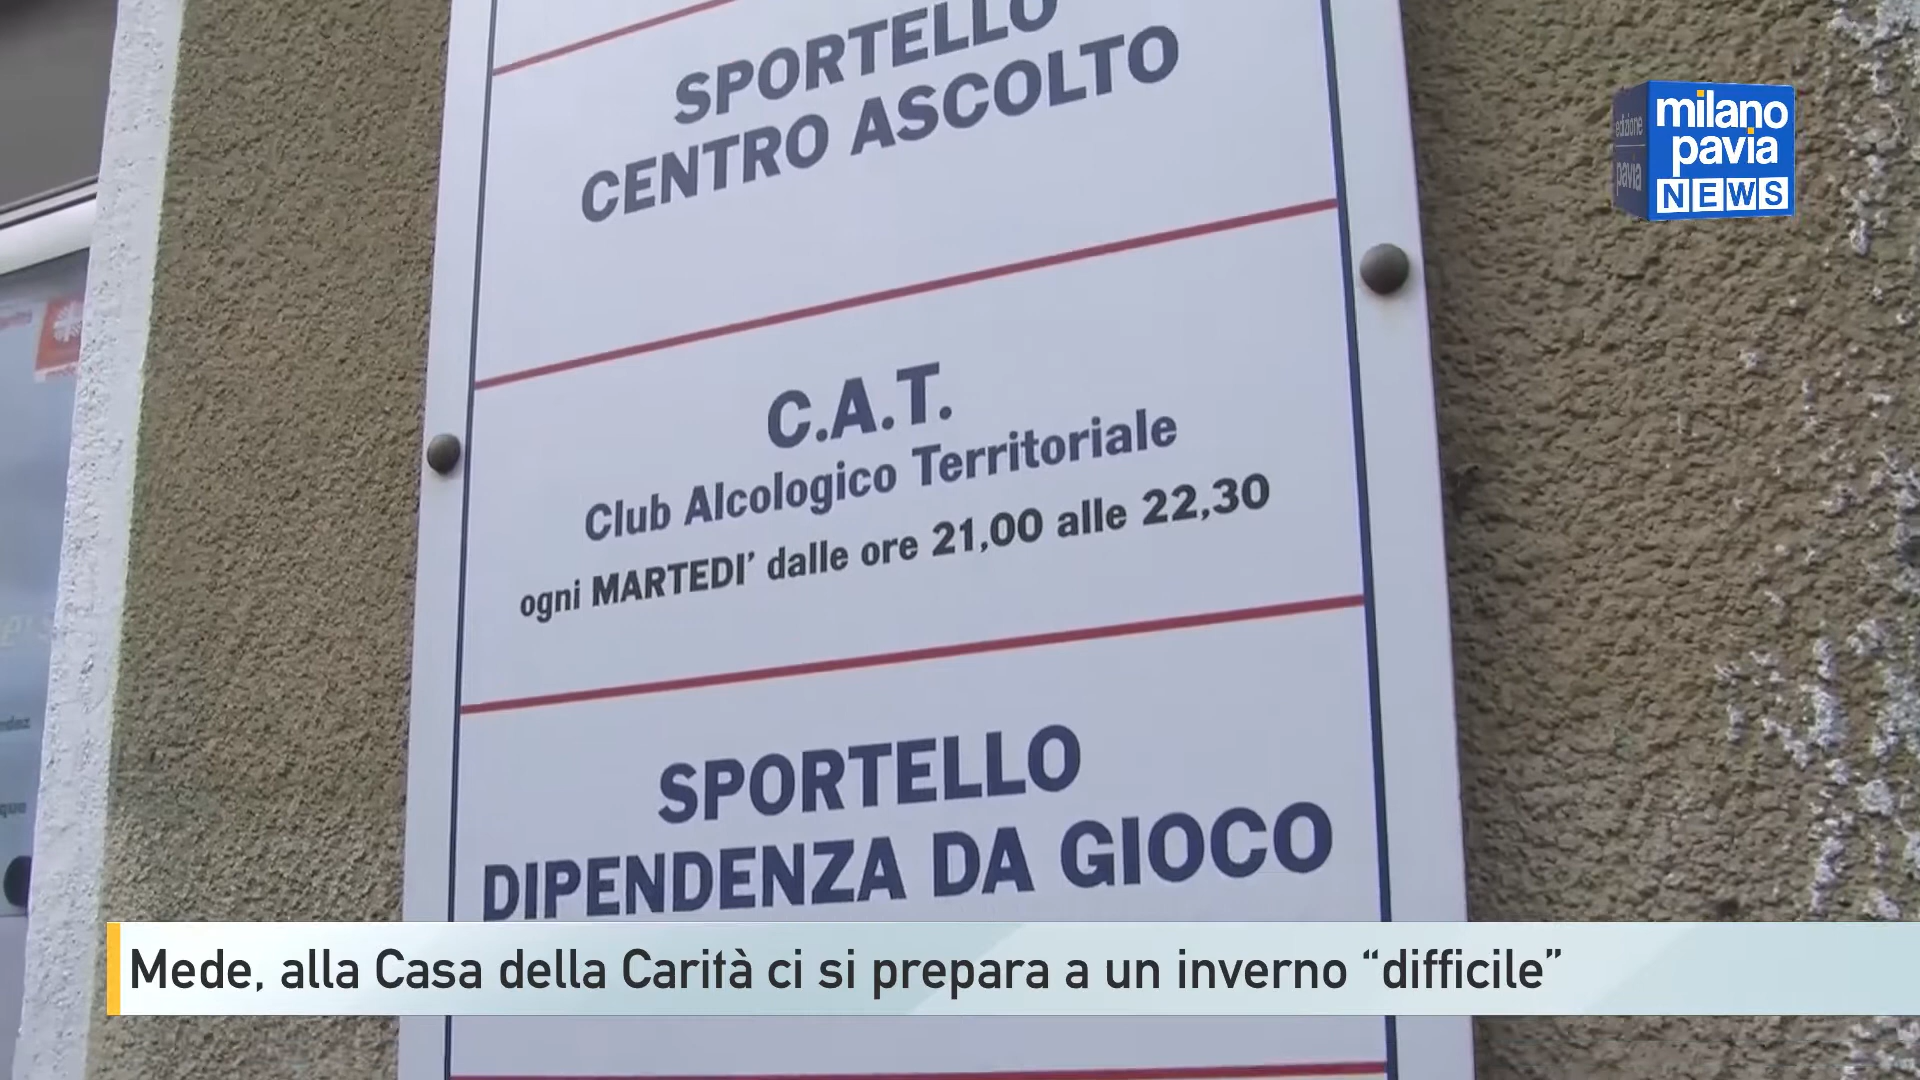 SPORTELLO
CENTRO ASCOLTO
C.A.T.
Club Alcologico Territoriale
ogni MARTEDI’ dalle ore 21,00 alle 22,30
SPORTELLO
DIPENDENZA DA GIOCO
edizione
pavia
milano
pavia
NEWS
Mede, alla Casa della Carità ci si prepara a un inverno “difficile”